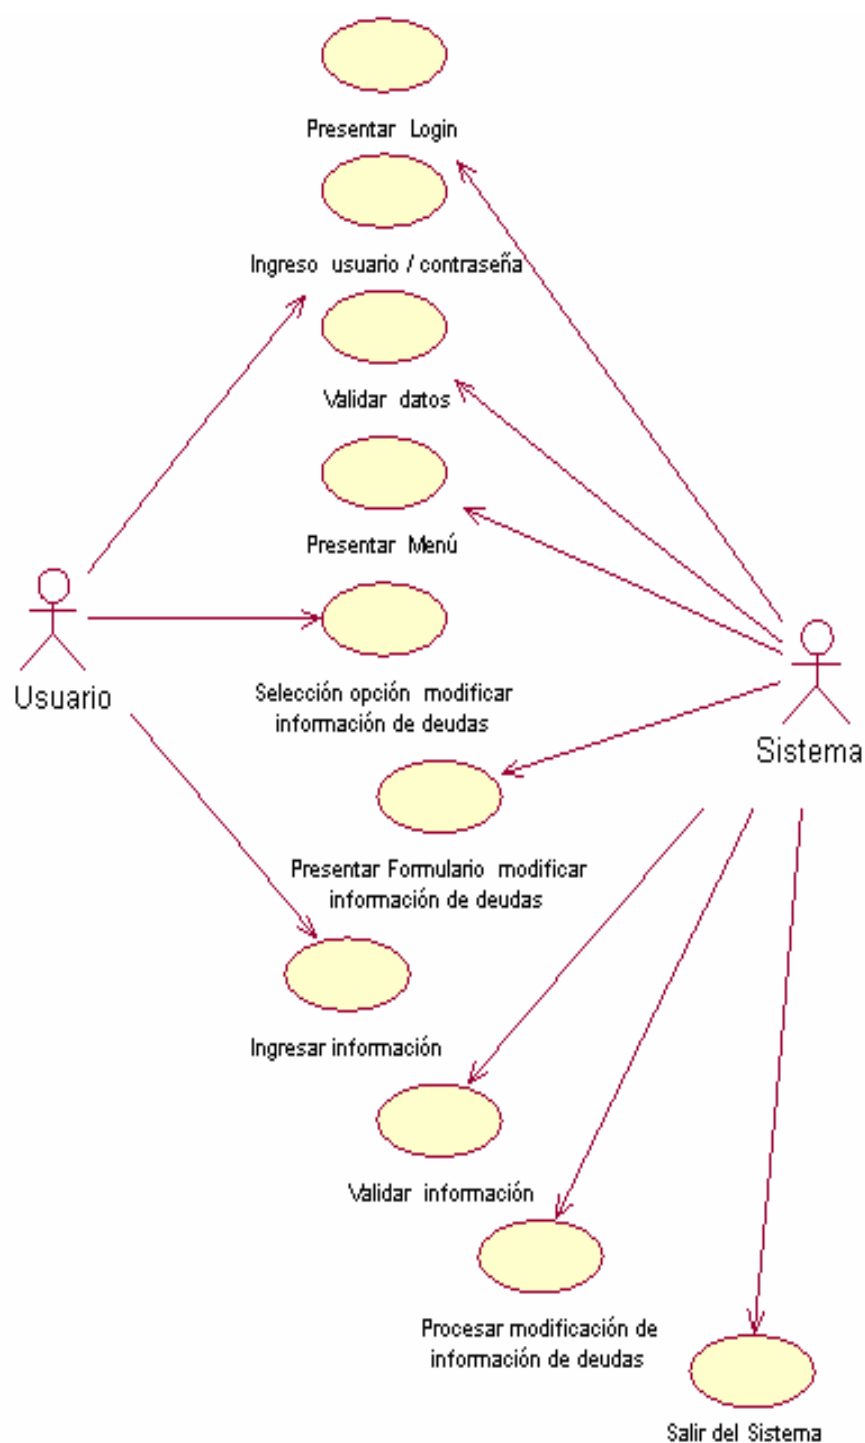 Presentar Login
Ingreso usuario / contraseña
Validar datos
Presentar Menú
Usuario
Selección opción modificar
información de deudas
Sistema
Presentar Formulario modificar
información de deudas
Ingresar información
Validar información
Procesar modificación de
información de deudas
Salir del Sistema